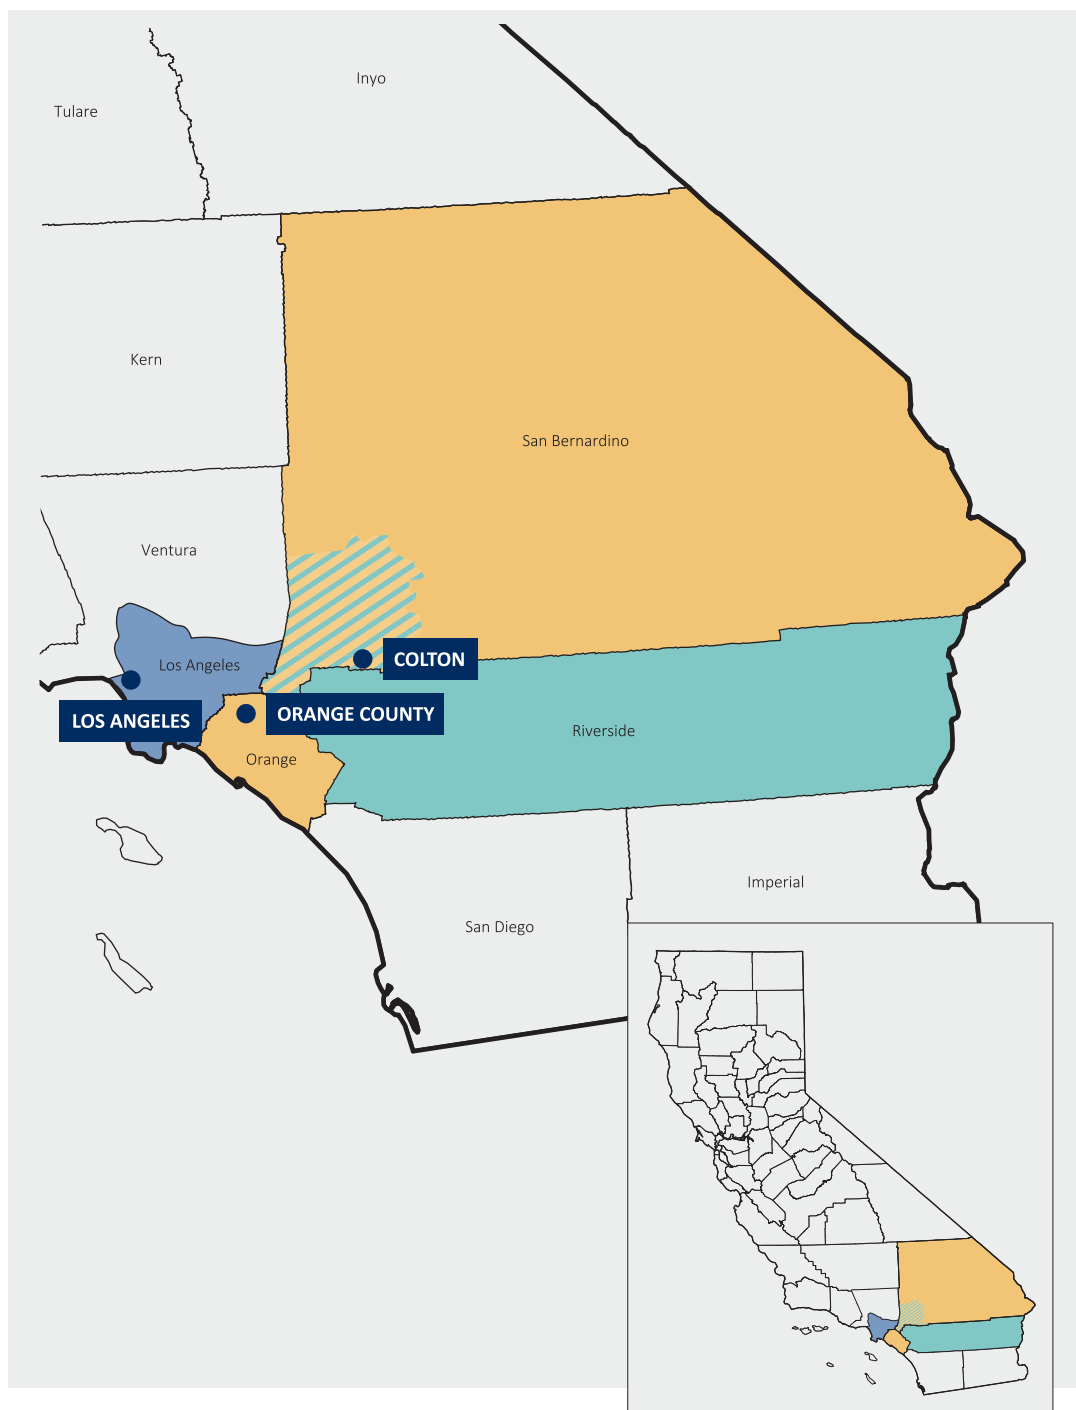 Inyo
Tulare
Kern
San Bernardino
Ventura
Los Angeles
COLTON
LOS ANGELES
ORANGE COUNTY
Riverside
Orange
Imperial
San Diego